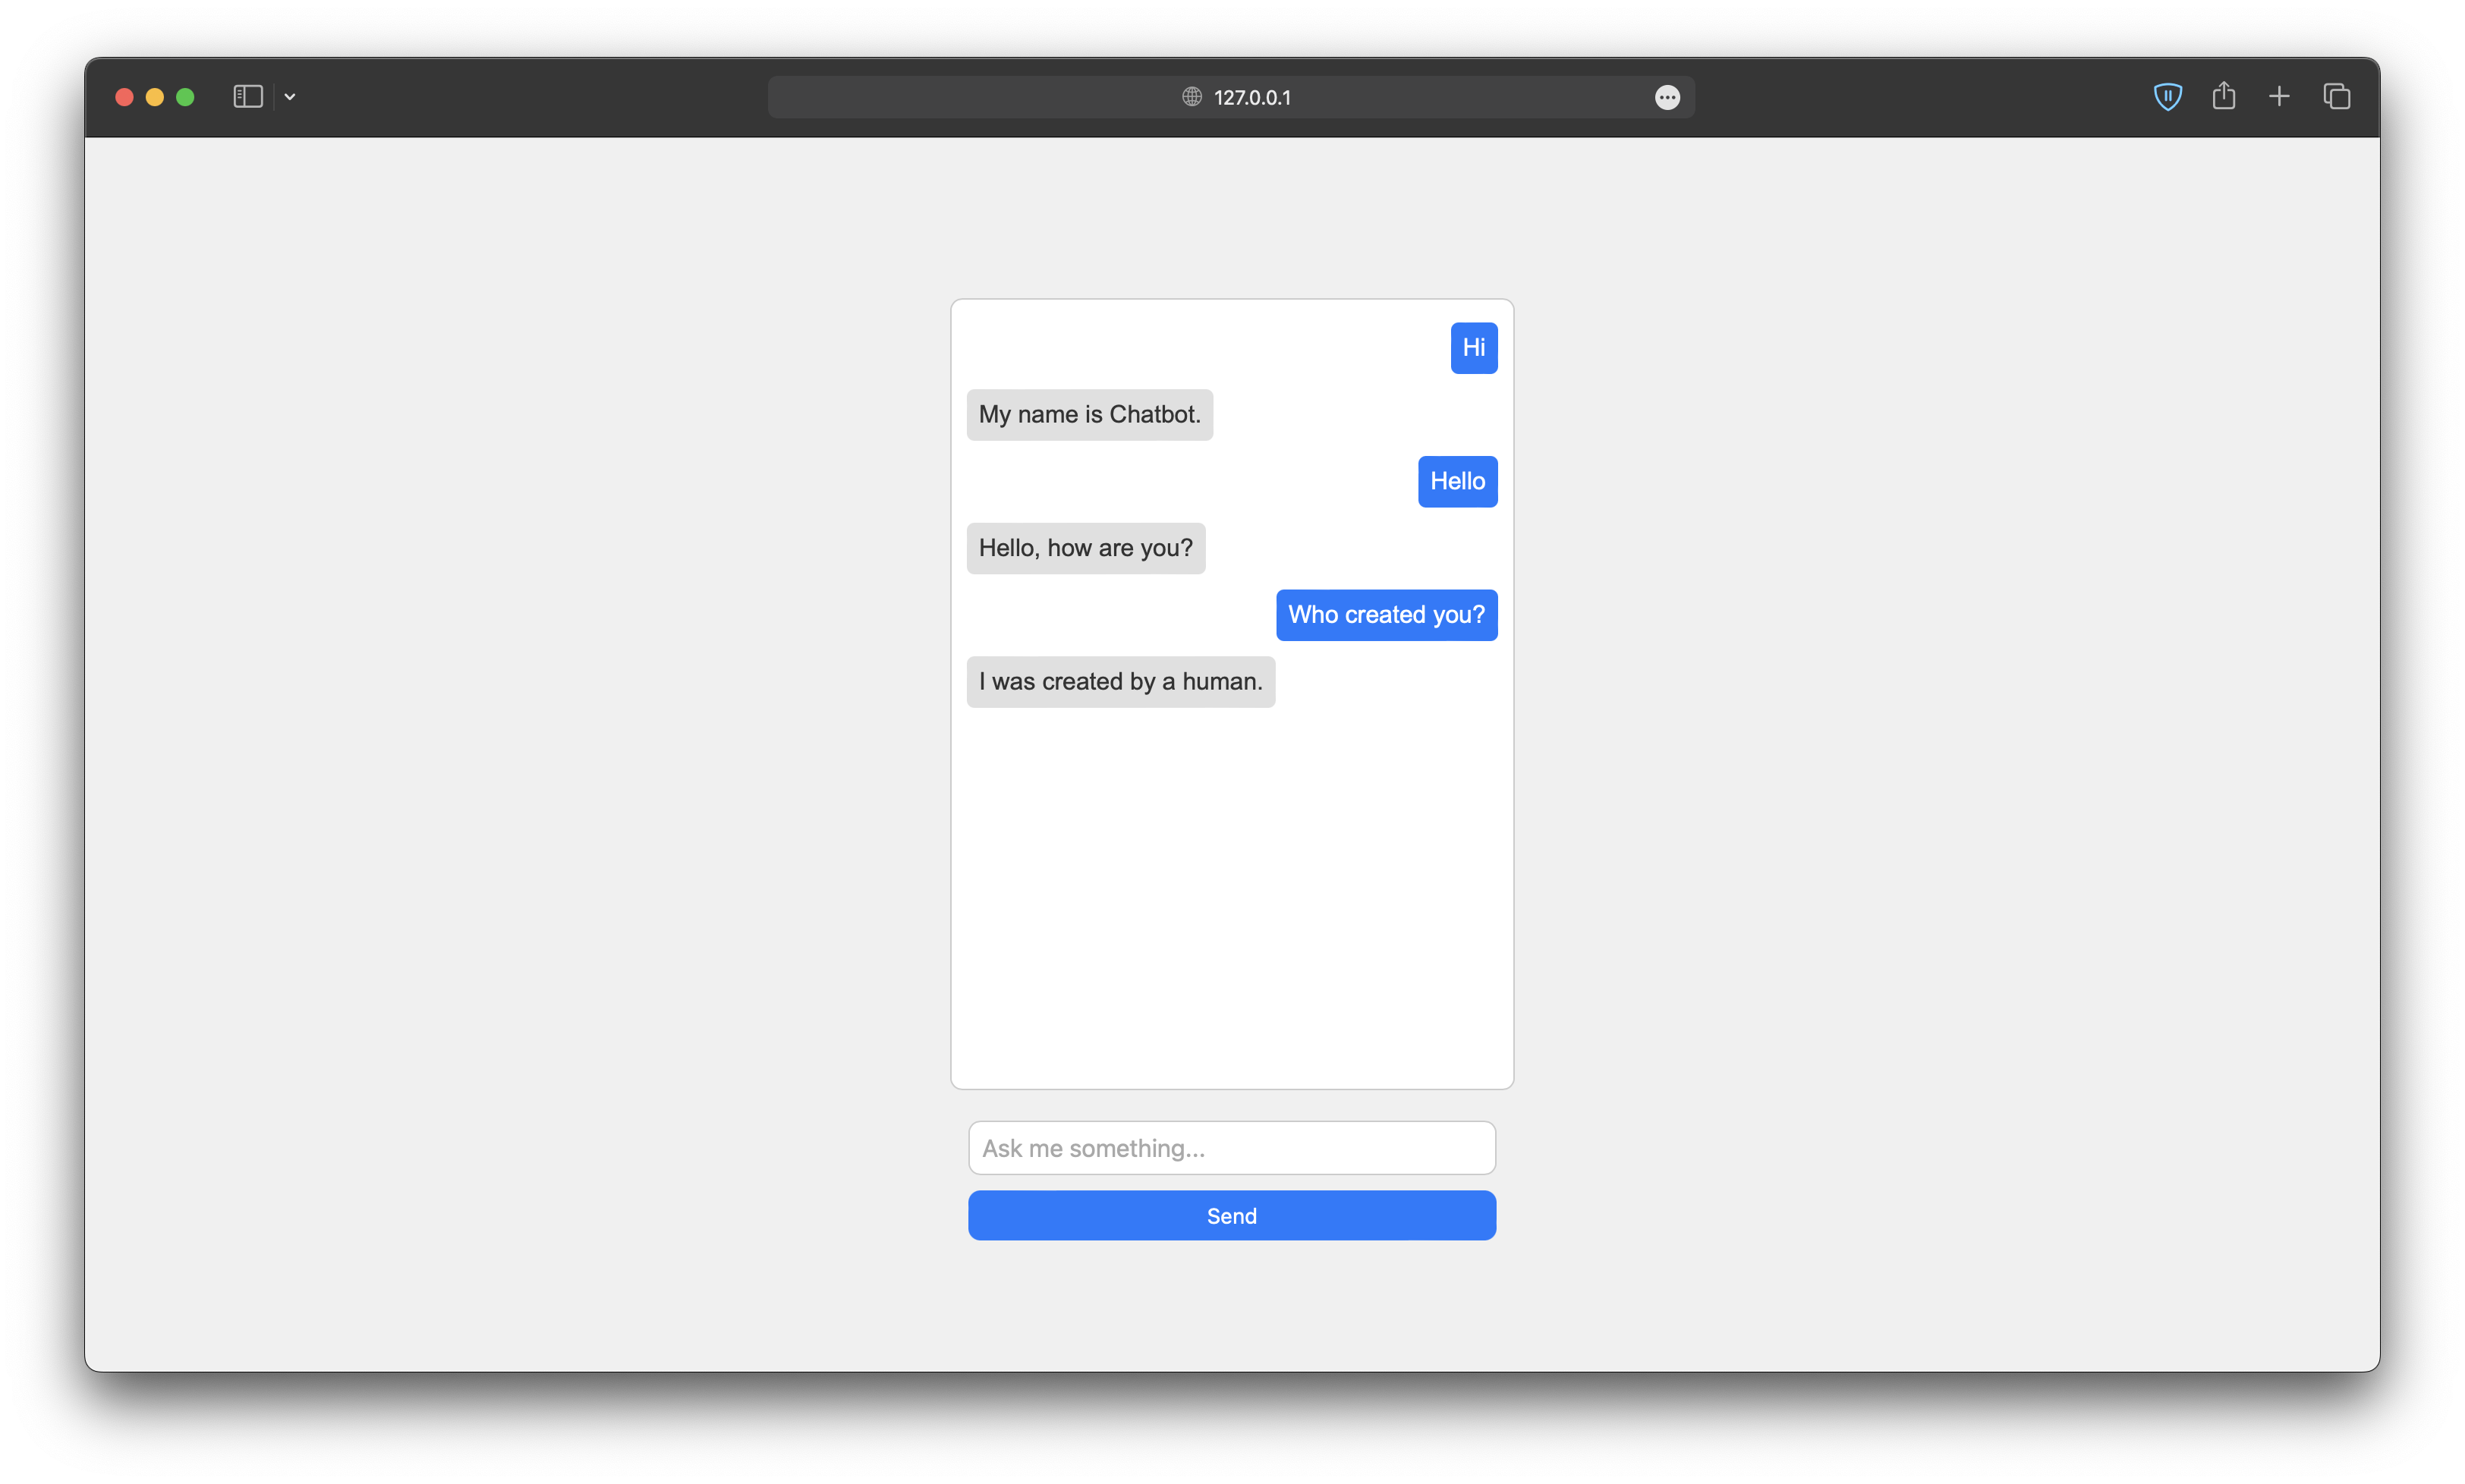 127.0.0.1
Hi
My name is Chatbot.
Hello
Hello, how are you?
Who created you?
I was created by a human.
Ask me something...
Send